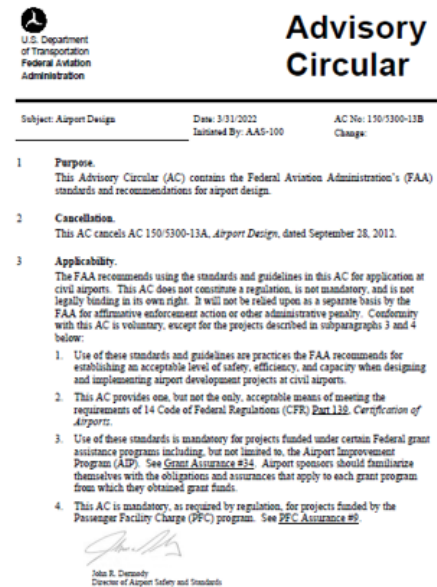 U.S. Department
of Transportation
Federal Aviation
Administration
Advisory
Circular
Subject: Airport Design
Date: 3/31/2022
Initiated By: AAS-100
AC No: 150/5300-13B
Change:
1 Purpose.
This Advisory Circular (AC) contains the Federal Aviation Administration's (FAA)
standards and recommendations for airport design.
2 Cancellation.
This AC cancels AC 150/5300-13A, Airport Design, dated September 28, 2012.
3 Applicability.
The FAA recommends using the standards and guidelines in this AC for application at
civil airports. This AC does not constitute a regulation, is not mandatory, and is not
legally binding in its own right. It will not be relied upon as a separate basis by the
FAA for affirmative enforcement action or other administrative penalty. Conformity
with this AC is voluntary, except for the projects described in subparagraphs 3 and 4
below:
1. Use of these standards and guidelines are practices the FAA recommends for
establishing an acceptable level of safety, efficiency, and capacity when designing
and implementing airport development projects at civil airports.
2. This AC provides one, but not the only, acceptable means of meeting the
requirements of 14 Code of Federal Regulations (CFR) Part 139, Certification of
Airports.
3. Use of these standards is mandatory for projects funded under certain Federal grant
assistance programs including, but not limited to, the Airport Improvement
Program (AIP). See Grant Assurance #34. Airport sponsors should familiarize
themselves with the obligations and assurances that apply to each grant program
from which they obtained grant funds.
4. This AC is mandatory, as required by regulation, for projects funded by the
Passenger Facility Charge (PFC) program. See PFC Assurance #9.
John R. Dermody
Director of Airport Safety and Standards